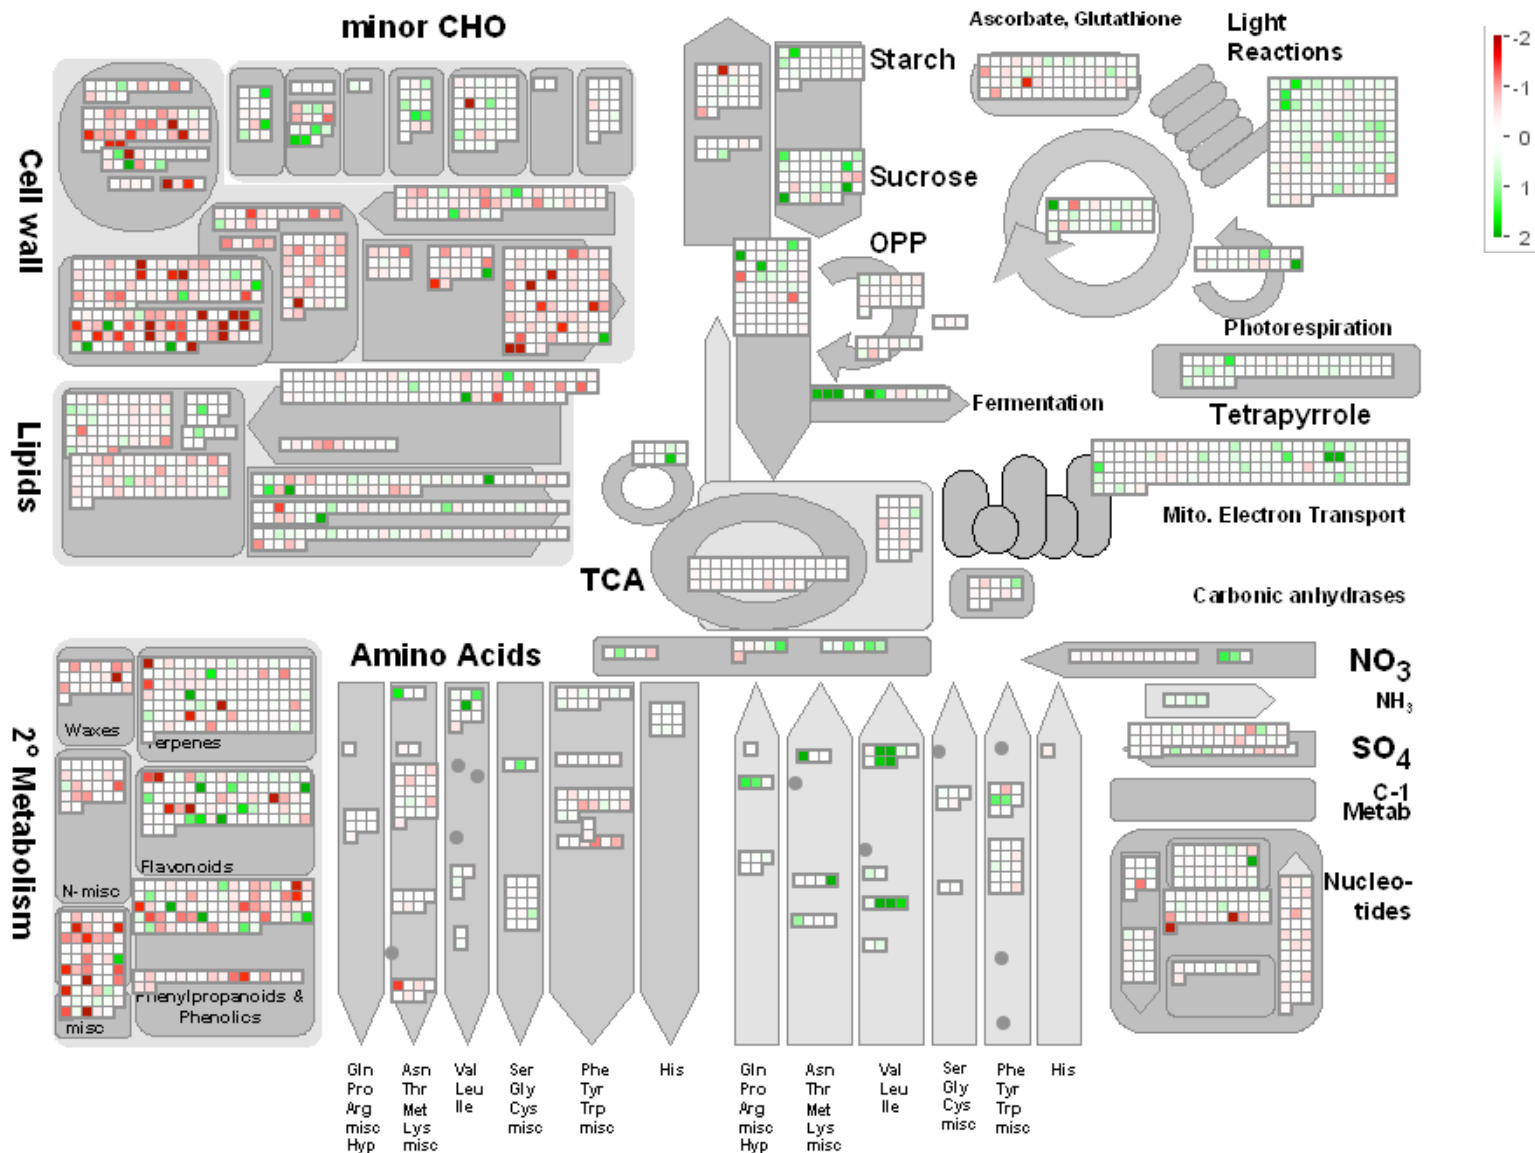 minor CHO
Ascorbate, Glutathione
Light
Reactions
-2
-1
0
1
2
Starch
Sucrose
Cell wall
OPP
Photorespiration
Fermentation
Tetrapyrrole
Lipids
Mito. Electron Transport
TCA
Carbonic anhydrases
Amino Acids
NO3
NH3
SO4
C-1
Metab
Nucleo-
tides
2° Metabolism
Waxes
Terpenes
Flavonoids
N-misc
Phenylpropanoids &
Phenolics
misc
Gln
Pro
Arg
misc
Hyp
Asn
Thr
Met
Lys
misc
Val
Leu
Ile
Ser
Gly
Cys
misc
Phe
Tyr
Trp
misc
His
Gln
Pro
Arg
misc
Hyp
Asn
Thr
Met
Lys
misc
Val
Leu
Ile
Ser
Gly
Cys
misc
Phe
Tyr
Trp
misc
His